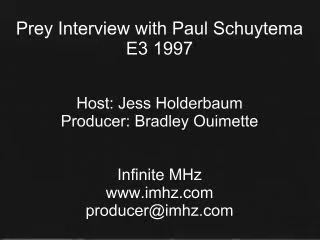 Prey Interview with Paul Schuytema
E3 1997
Host: Jess Holderbaum
Producer: Bradley Ouimette
Infinite MHz
www.imhz.com
producer@imhz.com